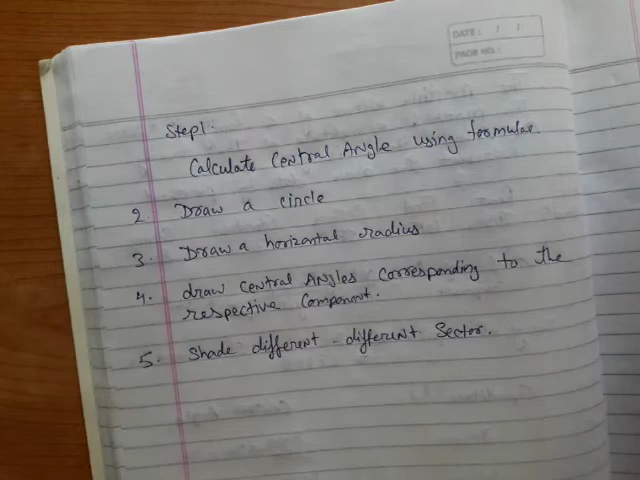 DATE: / /
PAGE NO.:
Step1.
Calculate Central Angle using formulae
2 Draw a circle
3. Draw a horizontal radius
4. draw Central Angles Corresponding to the
respective Component.
5. Shade different - different Sector.